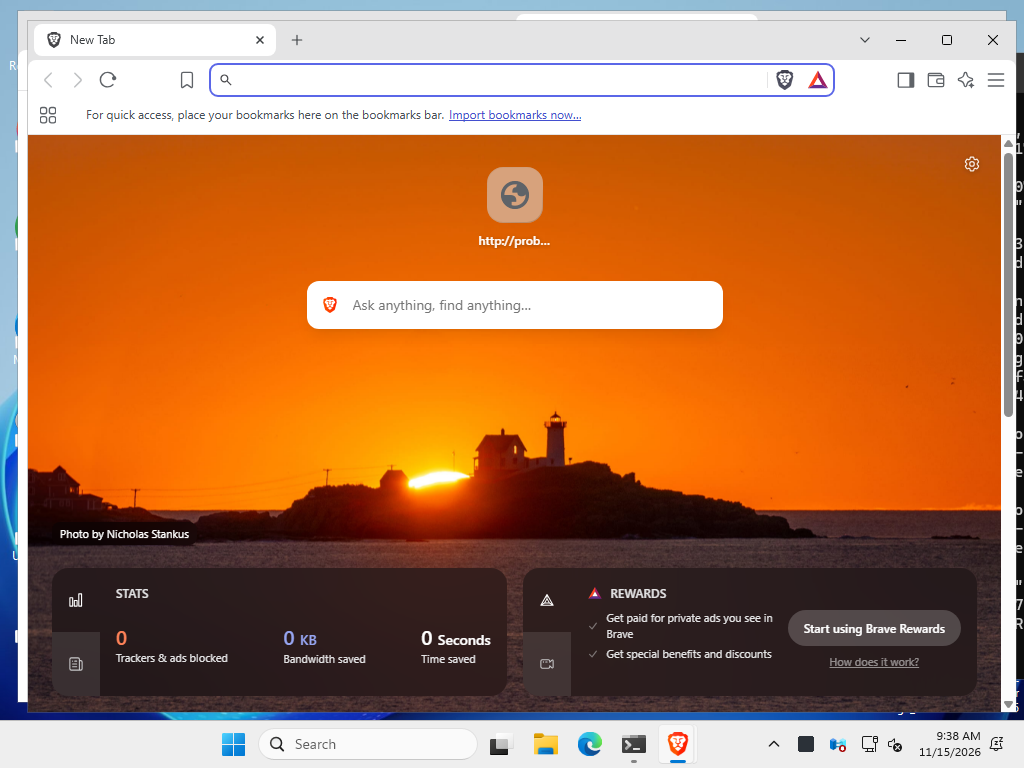 New Tab
For quick access, place your bookmarks here on the bookmarks bar. Import bookmarks now...
http://prob...
Ask anything, find anything...
Photo by Nicholas Stankus
STATS
0
Trackers & ads blocked
0 KB
Bandwidth saved
0 Seconds
Time saved
REWARDS
Get paid for private ads you see in
Brave
Get special benefits and discounts
Start using Brave Rewards
How does it work?
Search
9:38 AM
11/15/2026